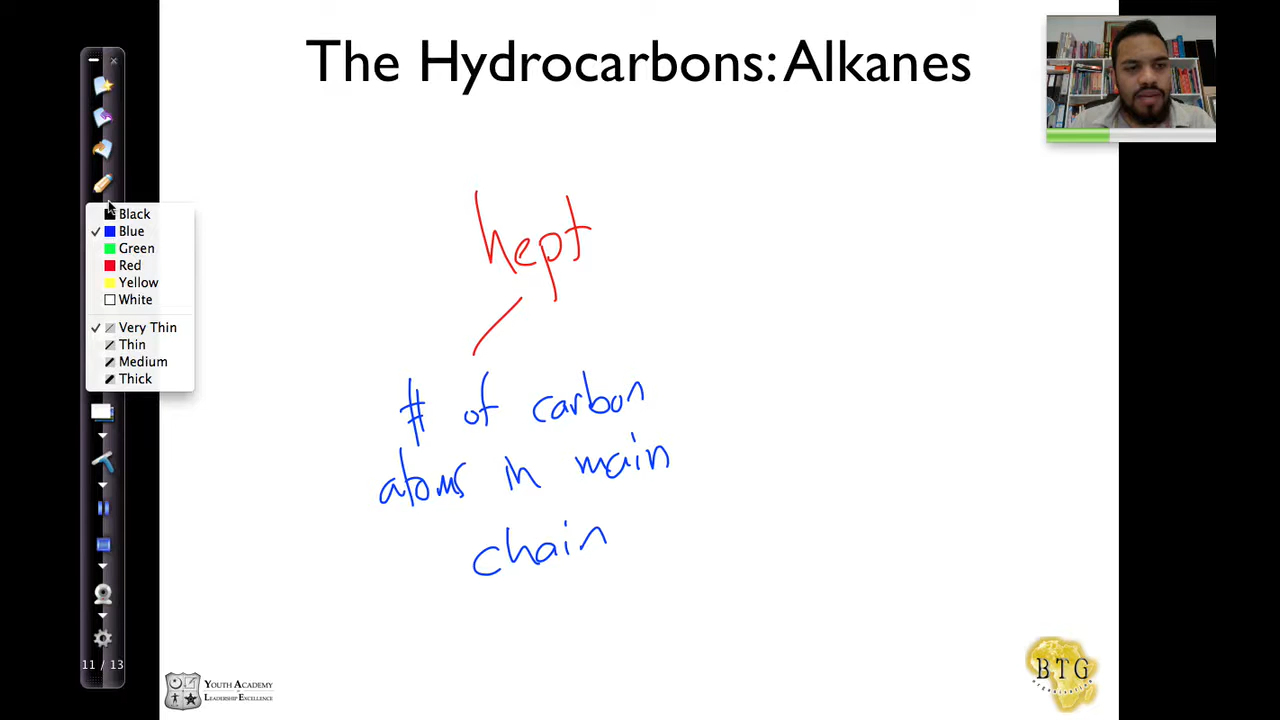 The Hydrocarbons: Alkanes
Black
Blue
Green
Red
Yellow
White
Very Thin
Thin
Medium
Thick
hept
# of carbon
atoms in main
chain
11 / 13
YOUTH ACADEMY
LEADERSHIP EXCELLENCE
BTG